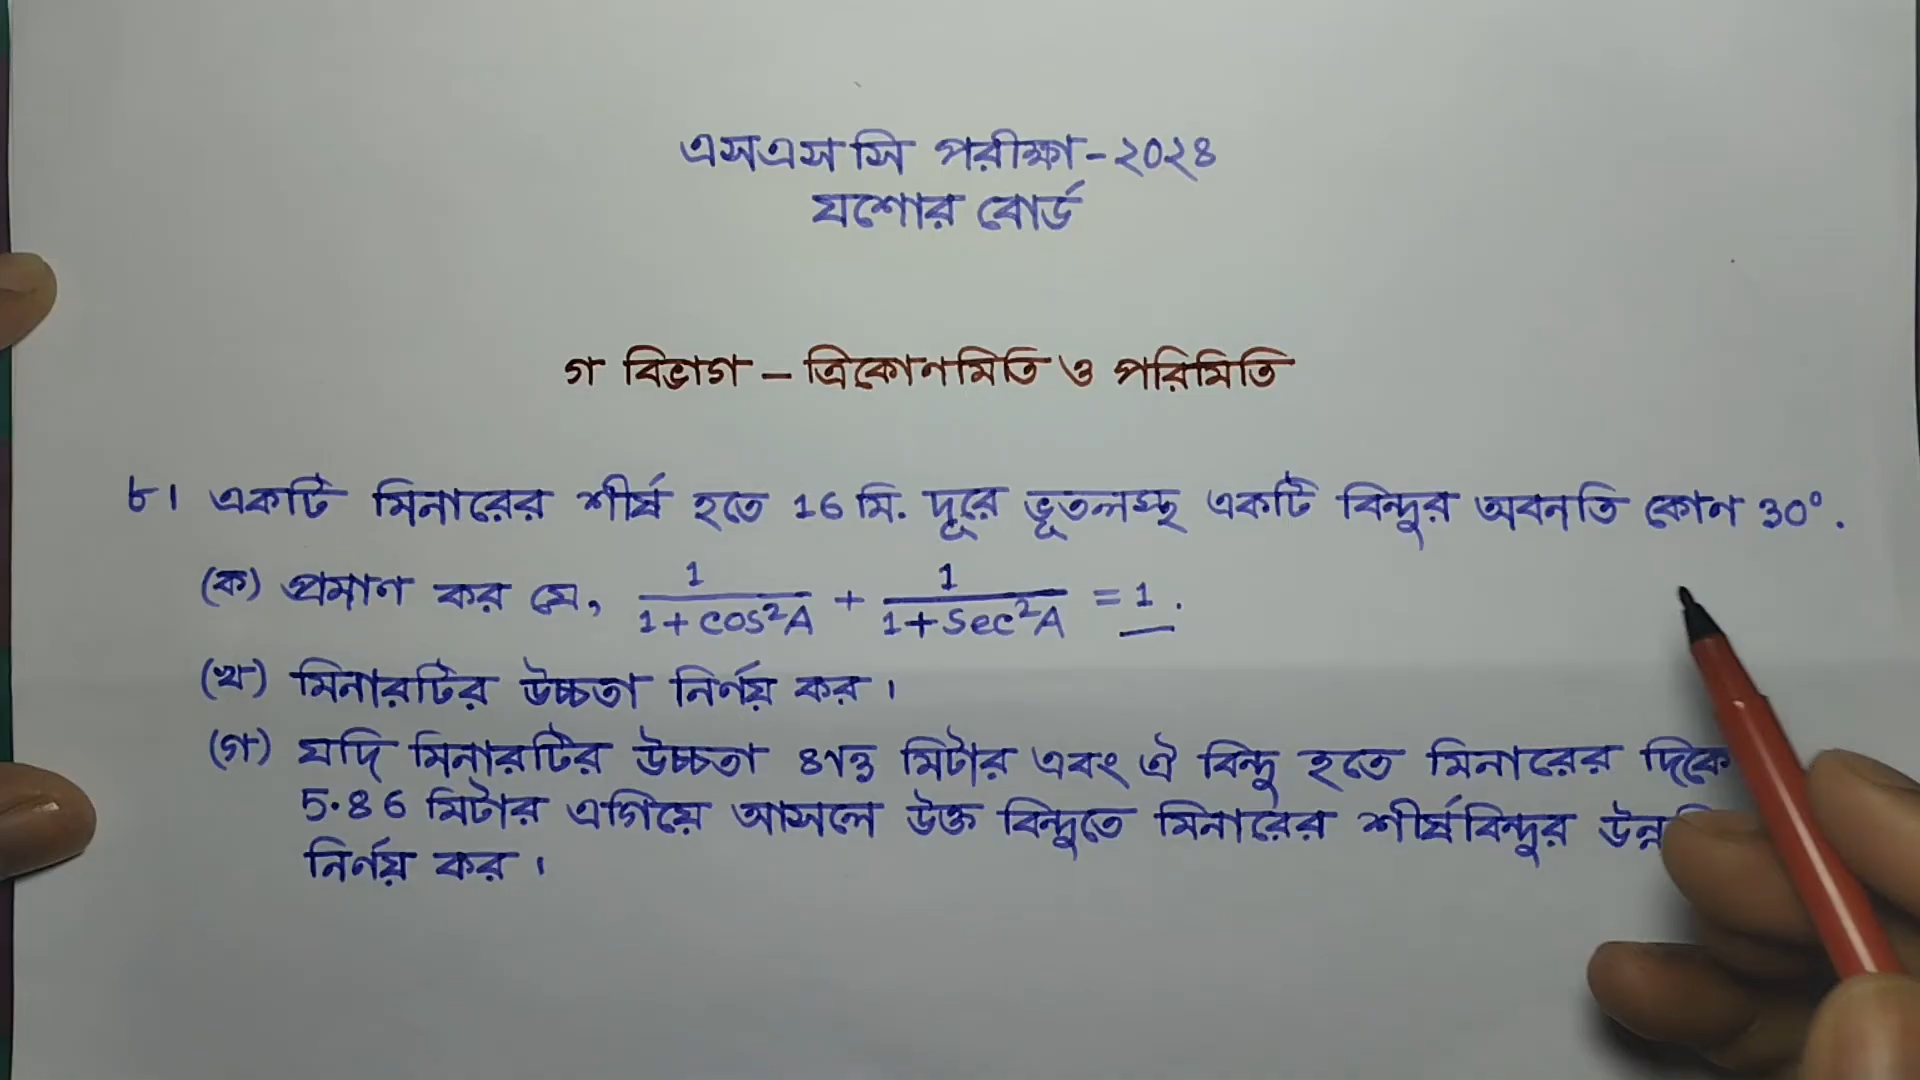 এসএসসি পরীক্ষা-২০২৪
যশোর বোর্ড
গ বিভাগ – ত্রিকোণমিতি ও পরিমিতি
৮। একটি মিনারের শীর্ষ হতে 16 মি. দূরে ভূতলস্থ একটি বিন্দুর অবনতি কোণ 30°.
(ক) প্রমাণ কর যে, 1/(1+cos²A) + 1/(1+Sec²A) = 1.
(খ) মিনারটির উচ্চতা নির্ণয় কর।
(গ) যদি মিনারটির উচ্চতা 8√3 মিটার এবং ঐ বিন্দু হতে মিনারের দিকে
5.86 মিটার এগিয়ে আসলে উক্ত বিন্দুতে মিনারের শীর্ষবিন্দুর
নির্ণয় কর।